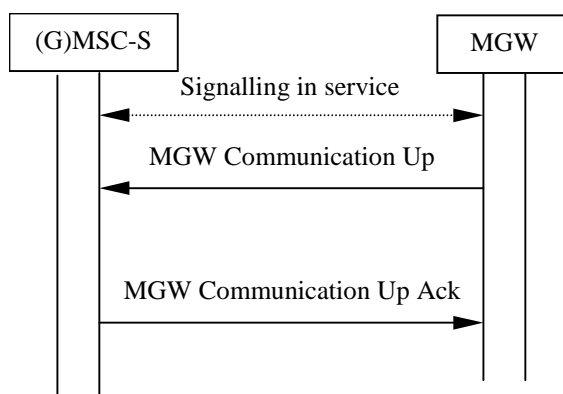 (G)MSC-S
MGW
Signalling in service
MGW Communication Up
MGW Communication Up Ack